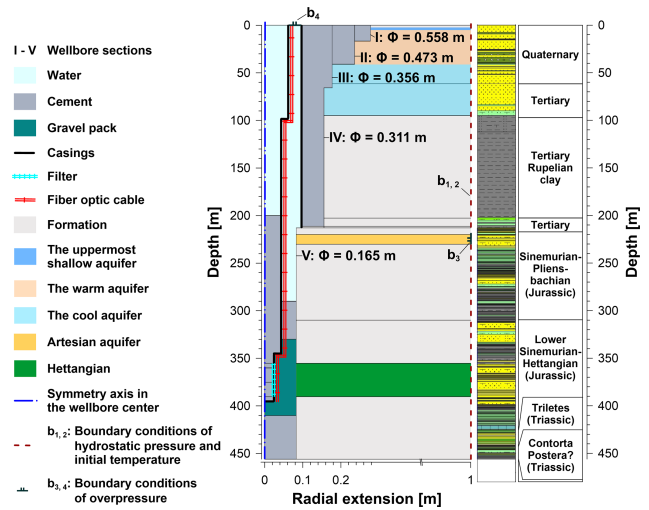 b4
I - V Wellbore sections
Water
Cement
Gravel pack
Casings
Filter
Fiber optic cable
Formation
The uppermost
shallow aquifer
The warm aquifer
The cool aquifer
Artesian aquifer
Hettangian
Symmetry axis in
the wellbore center
b1, 2: Boundary conditions of
hydrostatic pressure and
initial temperature
b3, 4: Boundary conditions
of overpressure
Depth [m]
0
50
100
150
200
250
300
350
400
450
I: Φ = 0.558 m
II: Φ = 0.473 m
III: Φ = 0.356 m
IV: Φ = 0.311 m
b1, 2
b3
V: Φ = 0.165 m
0
0.1
0.2
1
Radial extension [m]
Quaternary
Tertiary
Tertiary
Rupelian
clay
Tertiary
Sinemurian-
Pliens-
bachian
(Jurassic)
Lower
Sinemurian-
Hettangian
(Jurassic)
Triletes
(Triassic)
Contorta
Postera?
(Triassic)
0
50
100
150
200
250
300
350
400
450
Depth [m]